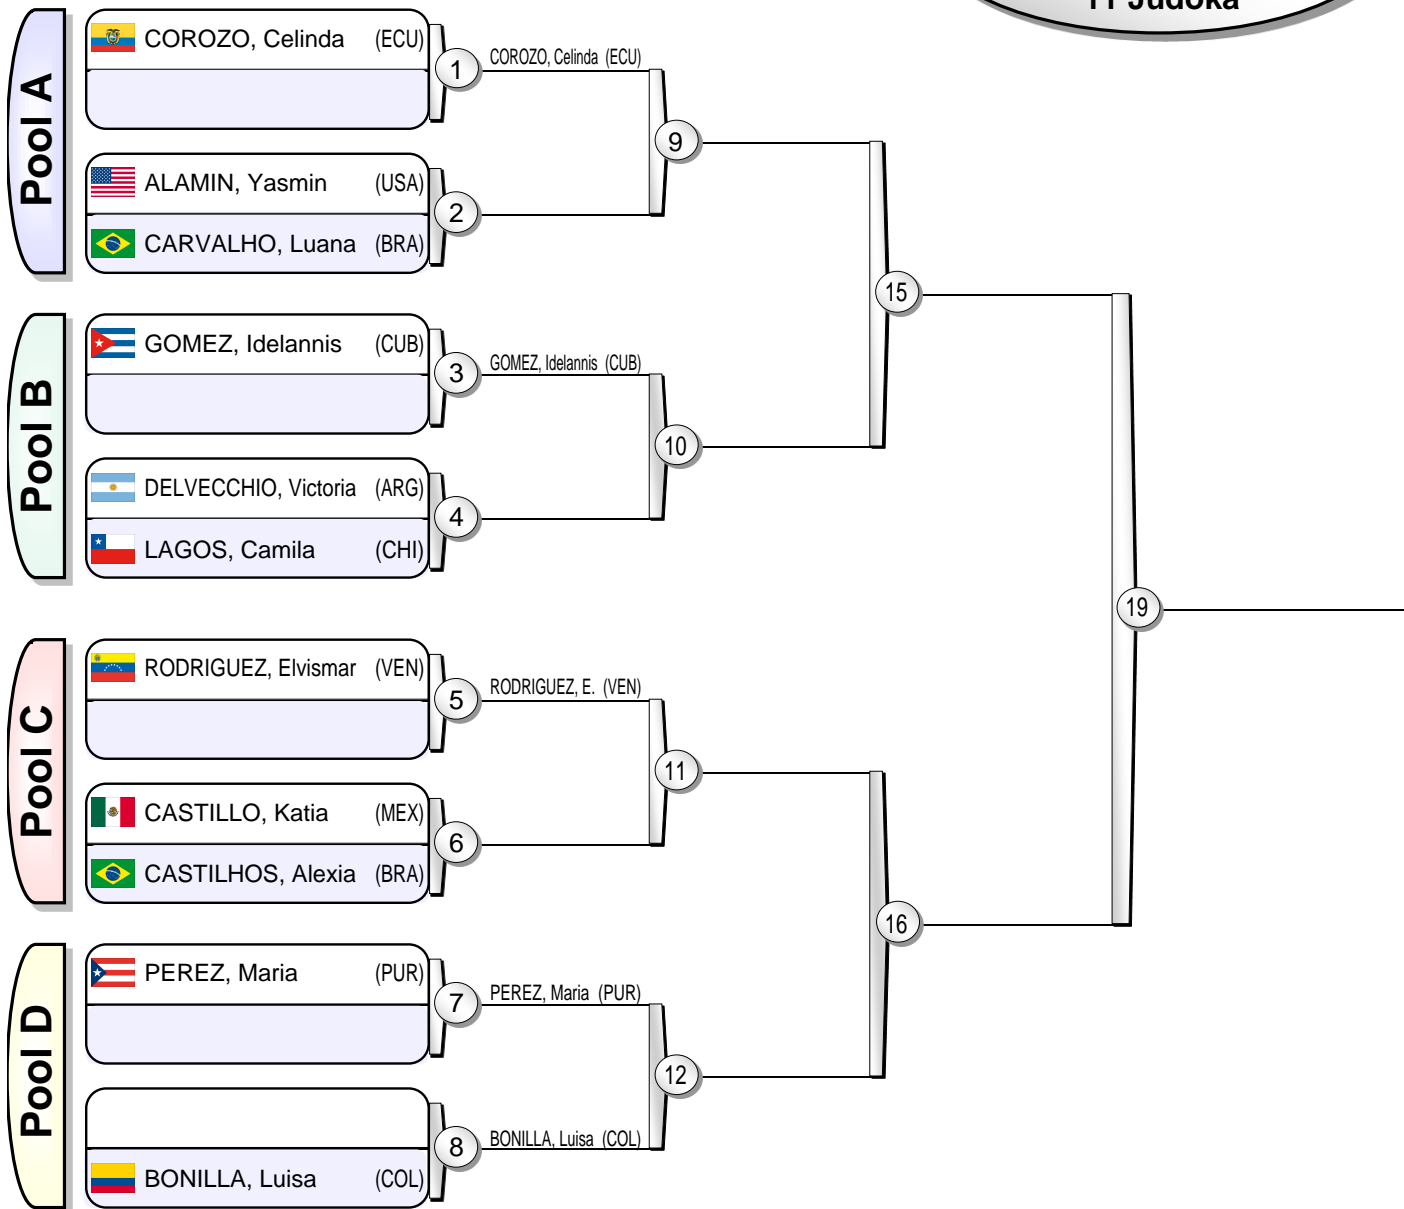 11 Judoka
Pool A
COROZO, Celinda (ECU)
1
COROZO, Celinda (ECU)
9
ALAMIN, Yasmin (USA)
2
CARVALHO, Luana (BRA)
15
Pool B
GOMEZ, Idelannis (CUB)
3
GOMEZ, Idelannis (CUB)
10
DELVECCHIO, Victoria (ARG)
4
LAGOS, Camila (CHI)
19
Pool C
RODRIGUEZ, Elvismar (VEN)
5
RODRIGUEZ, E. (VEN)
11
CASTILLO, Katia (MEX)
6
CASTILHOS, Alexia (BRA)
16
Pool D
PEREZ, Maria (PUR)
7
PEREZ, Maria (PUR)
12
8
BONILLA, Luisa (COL)
BONILLA, Luisa (COL)